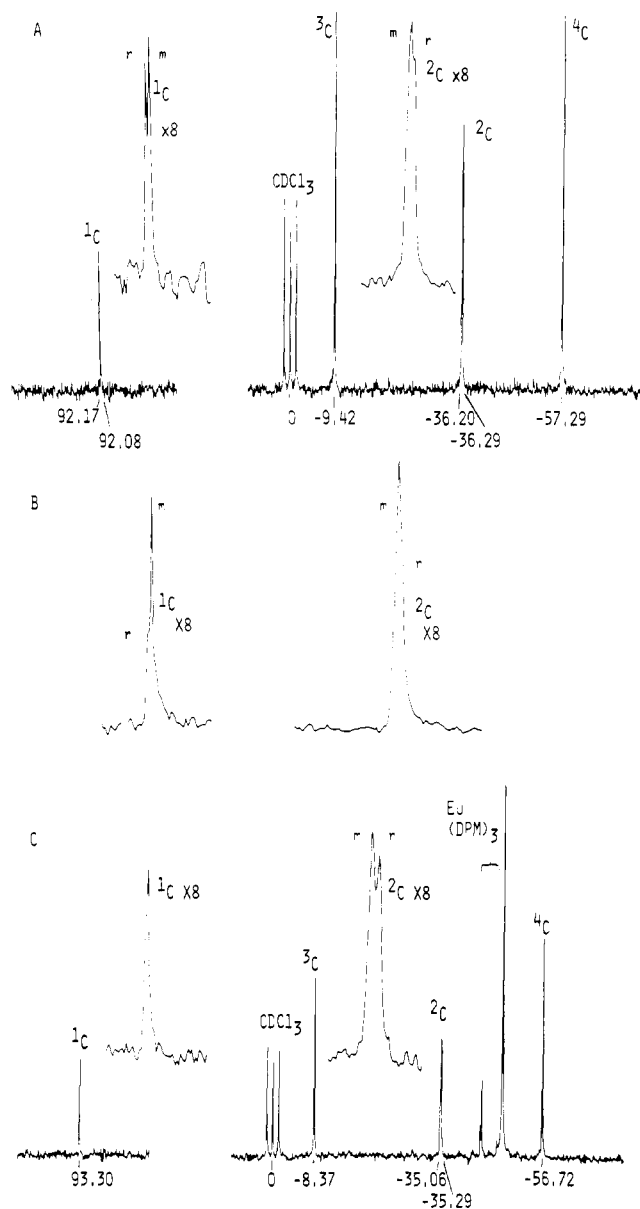 A
r m
1C
x8
1C
92.17
92.08
CDCl3
3C
m r
2C x8
2C
4C
0 -9.42 -36.20
-36.29
-57.29
B
m
1C
X8
r
m
r
2C
X8
C
1C X8
1C
93.30
CDCl3
3C
m r
2C X8
2C
Eu
(DPM)3
4C
0 -8.37 -35.06
-35.29
-56.72